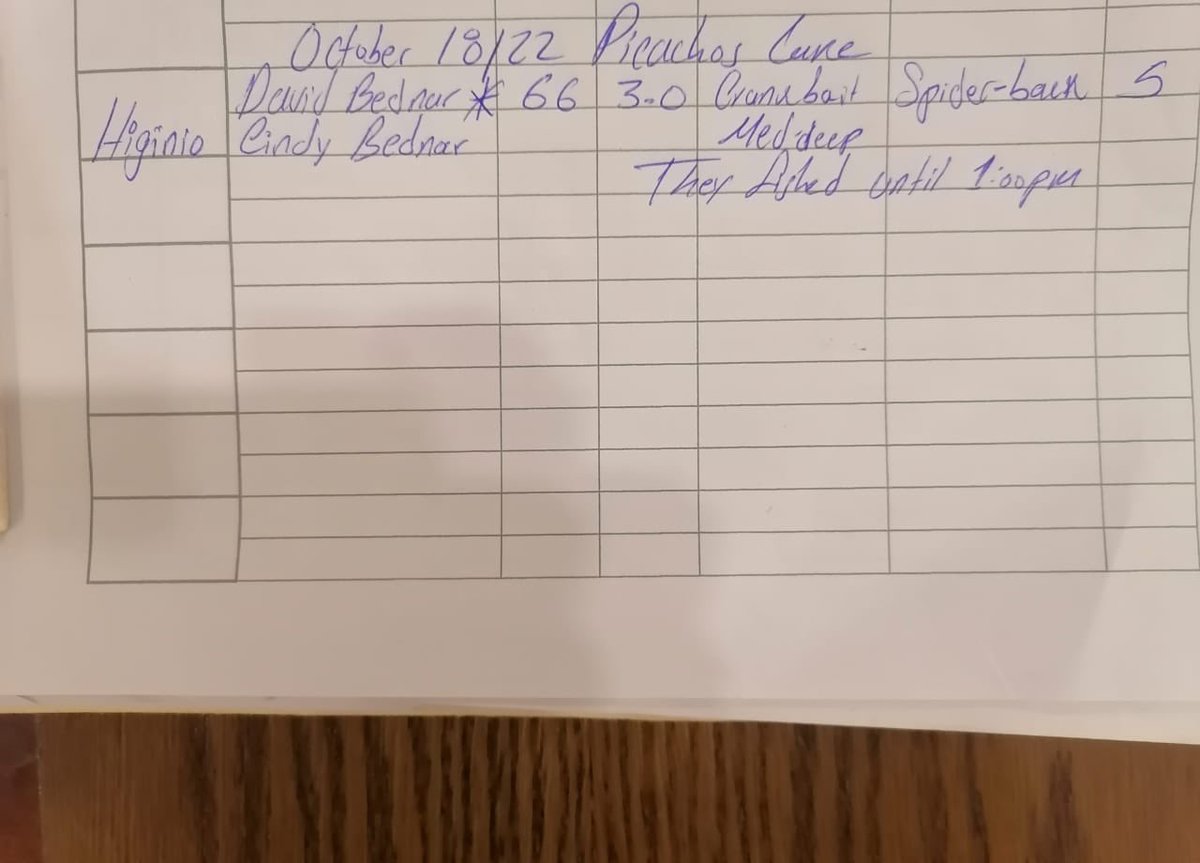 October 18/22 Picachos Lake
David Bednar * 66 3.0 Crankbait Spider-back 5
Higinio Cindy Bednar Med-deep
They fished until 1:00pm